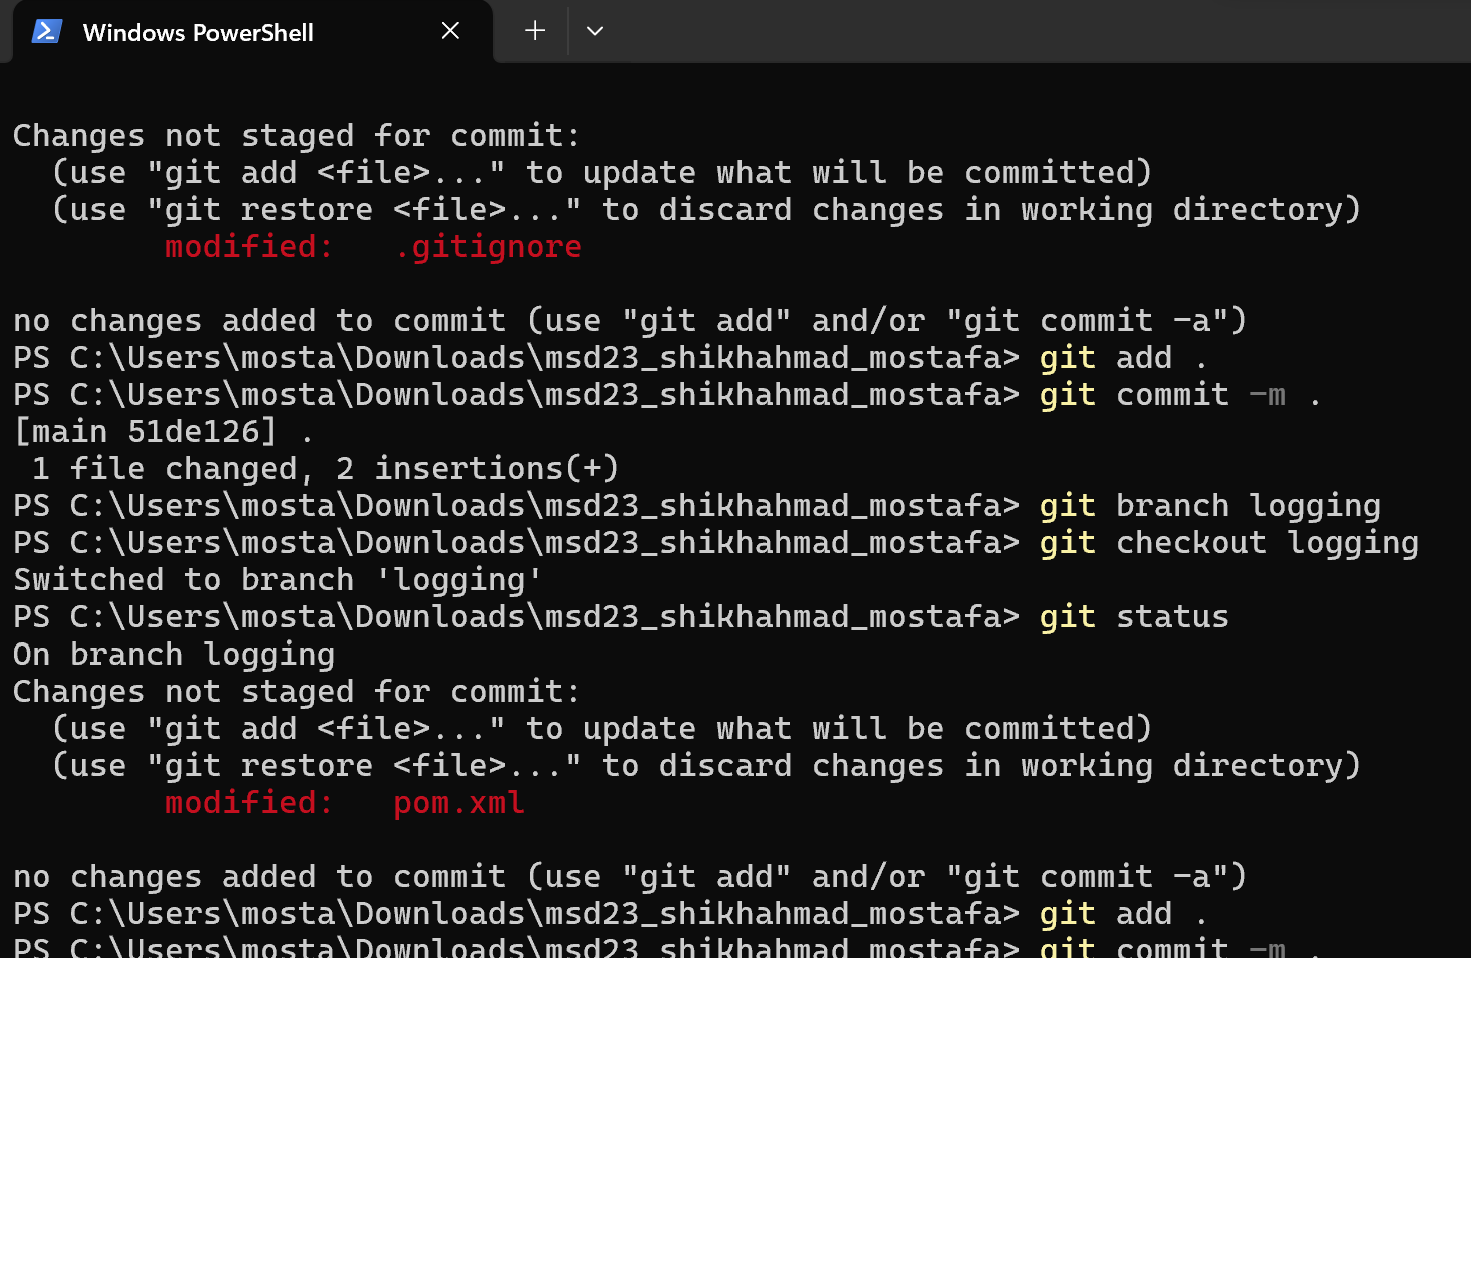 Windows PowerShell
Changes not staged for commit:
  (use "git add <file>..." to update what will be committed)
  (use "git restore <file>..." to discard changes in working directory)
        modified:   .gitignore

no changes added to commit (use "git add" and/or "git commit -a")
PS C:\Users\mosta\Downloads\msd23_shikhahmad_mostafa> git add .
PS C:\Users\mosta\Downloads\msd23_shikhahmad_mostafa> git commit -m .
[main 51de126] .
 1 file changed, 2 insertions(+)
PS C:\Users\mosta\Downloads\msd23_shikhahmad_mostafa> git branch logging
PS C:\Users\mosta\Downloads\msd23_shikhahmad_mostafa> git checkout logging
Switched to branch 'logging'
PS C:\Users\mosta\Downloads\msd23_shikhahmad_mostafa> git status
On branch logging
Changes not staged for commit:
  (use "git add <file>..." to update what will be committed)
  (use "git restore <file>..." to discard changes in working directory)
        modified:   pom.xml

no changes added to commit (use "git add" and/or "git commit -a")
PS C:\Users\mosta\Downloads\msd23_shikhahmad_mostafa> git add .
PS C:\Users\mosta\Downloads\msd23_shikhahmad_mostafa> git commit -m .